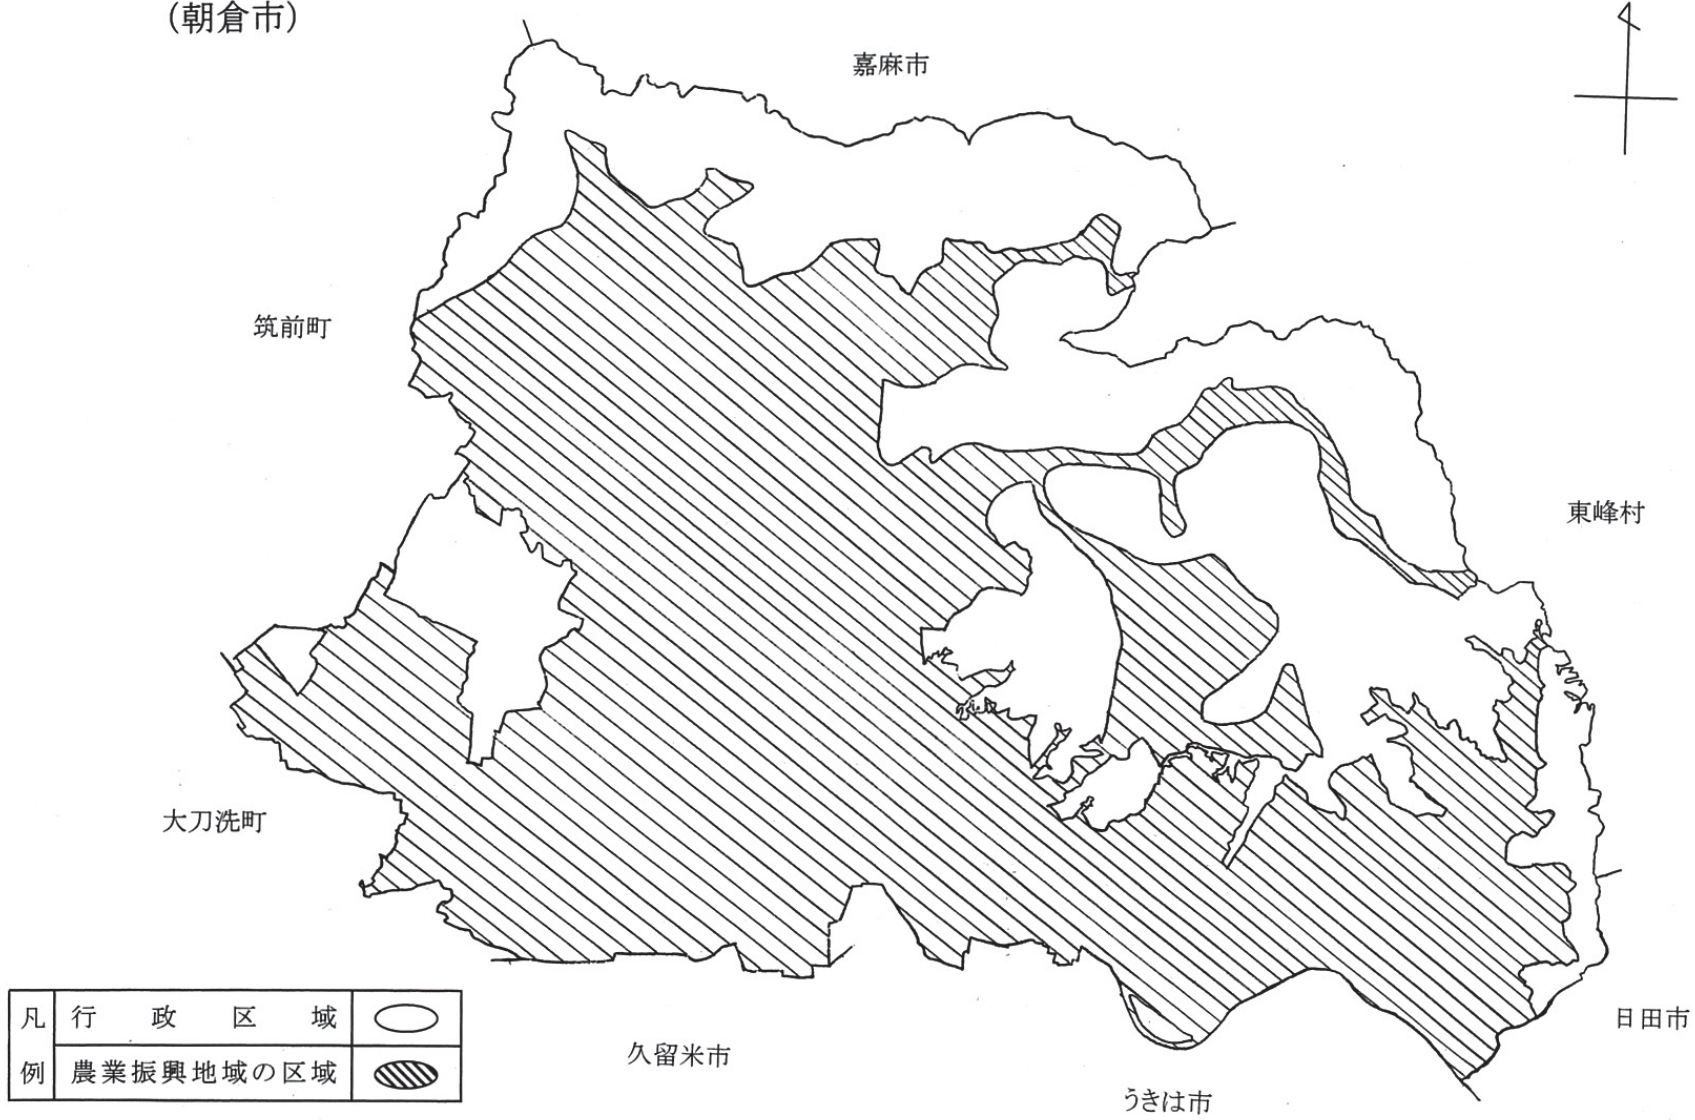 (朝倉市)
嘉麻市
筑前町
東峰村
大刀洗町
凡例
行政区域
農業振興地域の区域
久留米市
うきは市
日田市